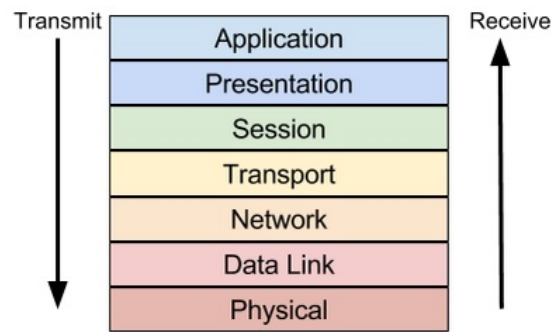 Transmit
Receive
Application
Presentation
Session
Transport
Network
Data Link
Physical